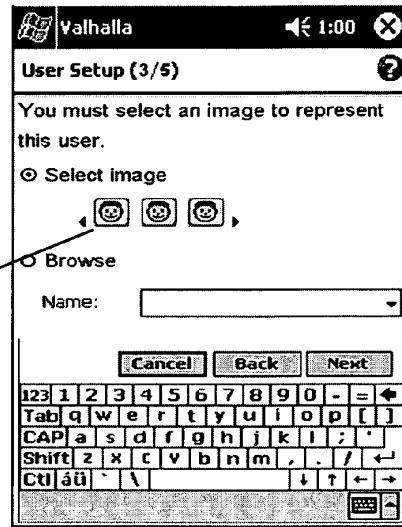 Valhalla 1:00
User Setup (3/5) ?
You must select an image to represent
this user.
Select image
Browse
Name:
Cancel Back Next
123 1 2 3 4 5 6 7 8 9 0 - =
Tab q w e r t y u i o p [ ]
CAP a s d f g h j k l ; '
Shift z x c v b n m , . /
Ctl áü ` \